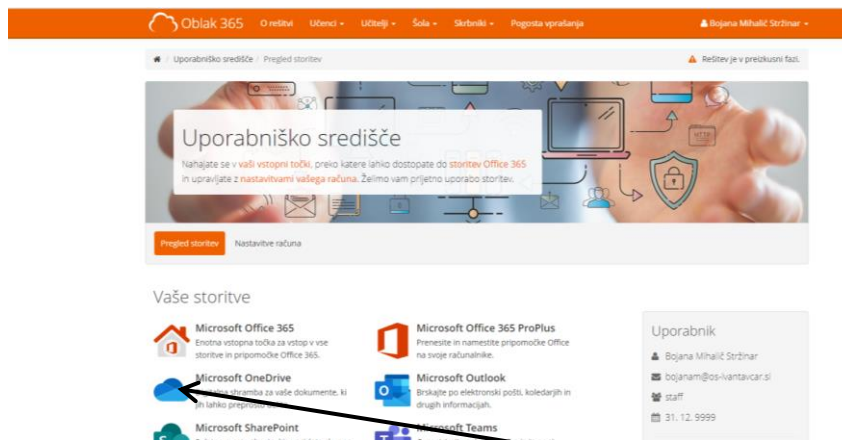 Oblak 365 O rešitvi Učenci Učitelji Šola Skrbniki Pogosta vprašanja Bojana Mihalič Stržinar
/ Uporabniško središče / Pregled storitev
Rešitev je v preizkusni fazi.
HTTP
Uporabniško središče
Nahajate se v vaši vstopni točki, preko katere lahko dostopate do storitev Office 365
in upravljate z nastavitvami vašega računa. Želimo vam prijetno uporabo storitev.
Pregled storitev Nastavitve računa
Vaše storitve
Microsoft Office 365
Enotna vstopna točka za vstop v vse
storitve in pripomočke Office 365.
Microsoft Office 365 ProPlus
Prenesite in namestite pripomočke Office
na svoje računalnike.
Microsoft OneDrive
shramba za vaše dokumente, ki
jih lahko preprosto
Microsoft Outlook
Brskajte po elektronski pošti, koledarjih in
drugih informacijah.
Microsoft SharePoint
Microsoft Teams
Uporabnik
Bojana Mihalič Stržinar
bojanam@os-ivantavcar.si
staff
31. 12. 9999